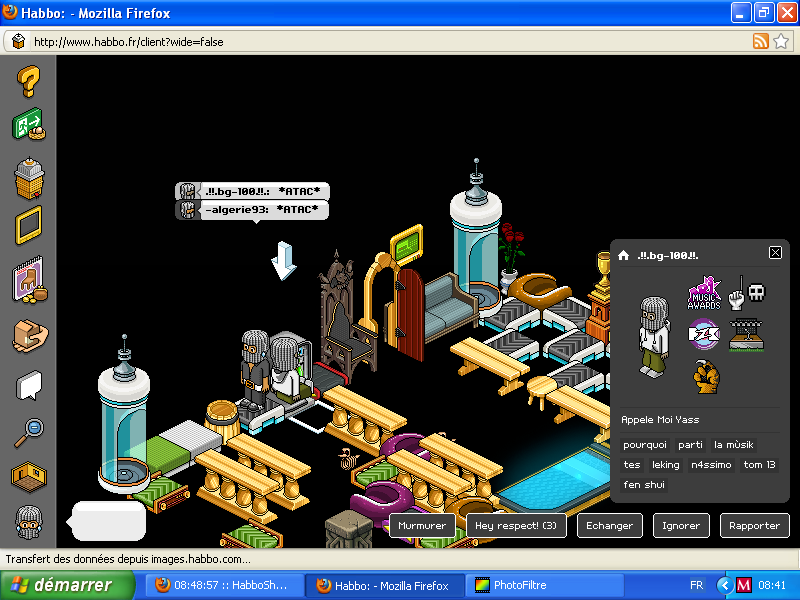 Habbo: - Mozilla Firefox
http://www.habbo.fr/client?wide=false
.!!.bg-100.!!.: *ATAC*
-algerie93: *ATAC*
.!!.bg-100.!!.
NRJ MUSIC AWARDS
Z
Appele Moi Yass
pourquoi parti la mùsik
tes leking n4ssimo tom 13
fen shui
Murmurer Hey respect! (3) Echanger Ignorer Rapporter
Transfert des données depuis images.habbo.com...
démarrer 08:48:57 :: HabboSh... Habbo: - Mozilla Firefox PhotoFiltre FR M 08:41